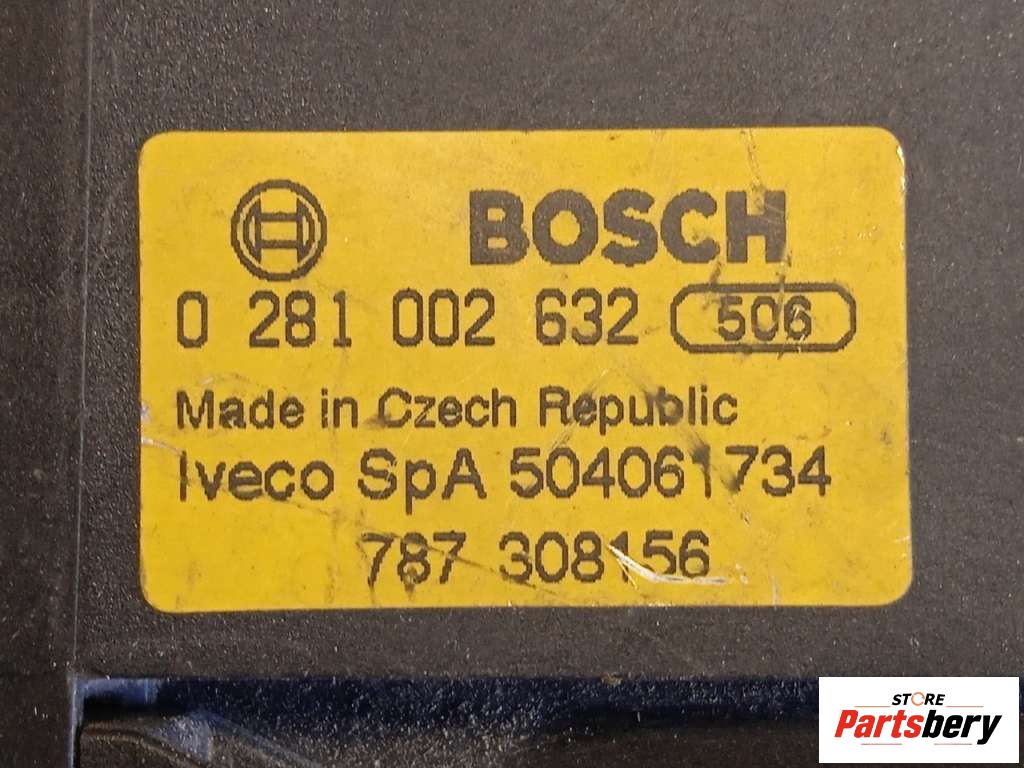 BOSCH
0 281 002 632 506
Made in Czech Republic
Iveco SpA 504061734
787 308156
STORE
Partsbery